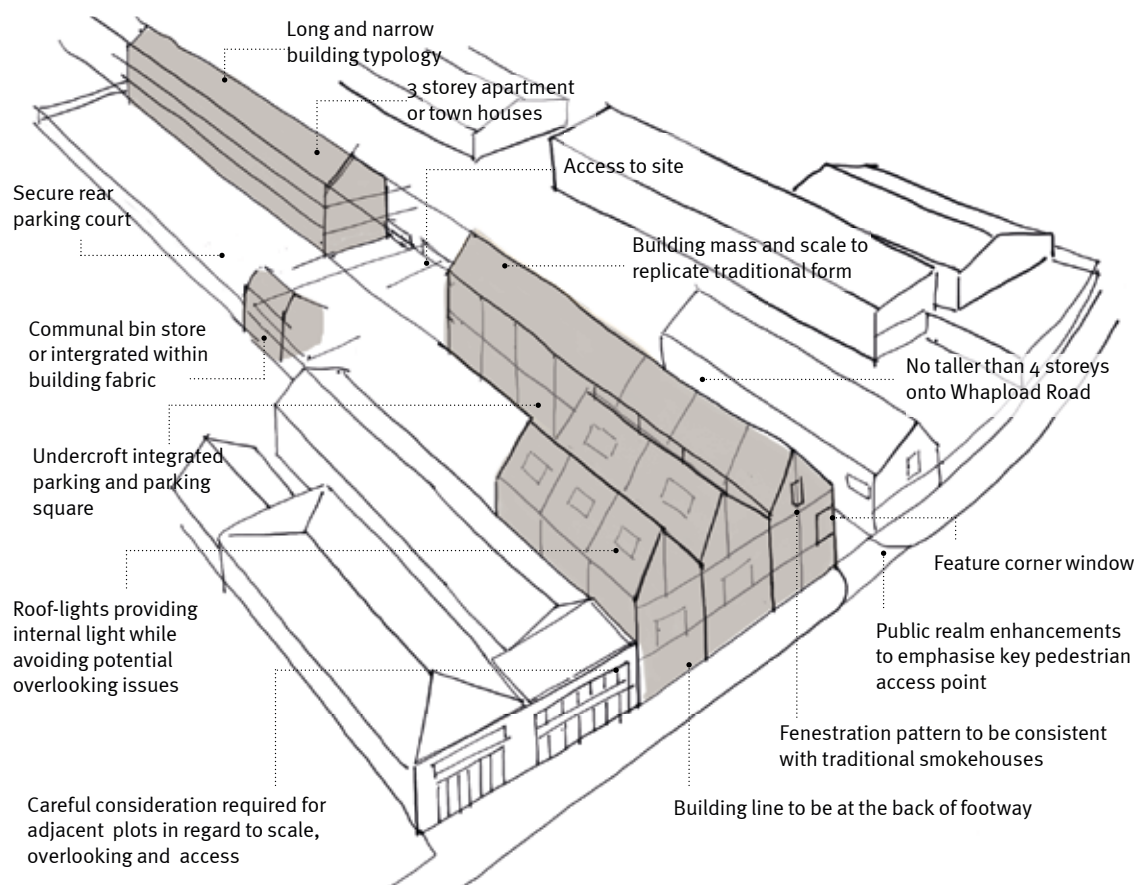 Long and narrow
building typology
3 storey apartment
or town houses
Access to site
Secure rear
parking court
Building mass and scale to
replicate traditional form
Communal bin store
or intergrated within
building fabric
No taller than 4 storeys
onto Whapload Road
Undercroft integrated
parking and parking
square
Feature corner window
Roof-lights providing
internal light while
avoiding potential
overlooking issues
Public realm enhancements
to emphasise key pedestrian
access point
Fenestration pattern to be consistent
with traditional smokehouses
Careful consideration required for
adjacent plots in regard to scale,
overlooking and access
Building line to be at the back of footway